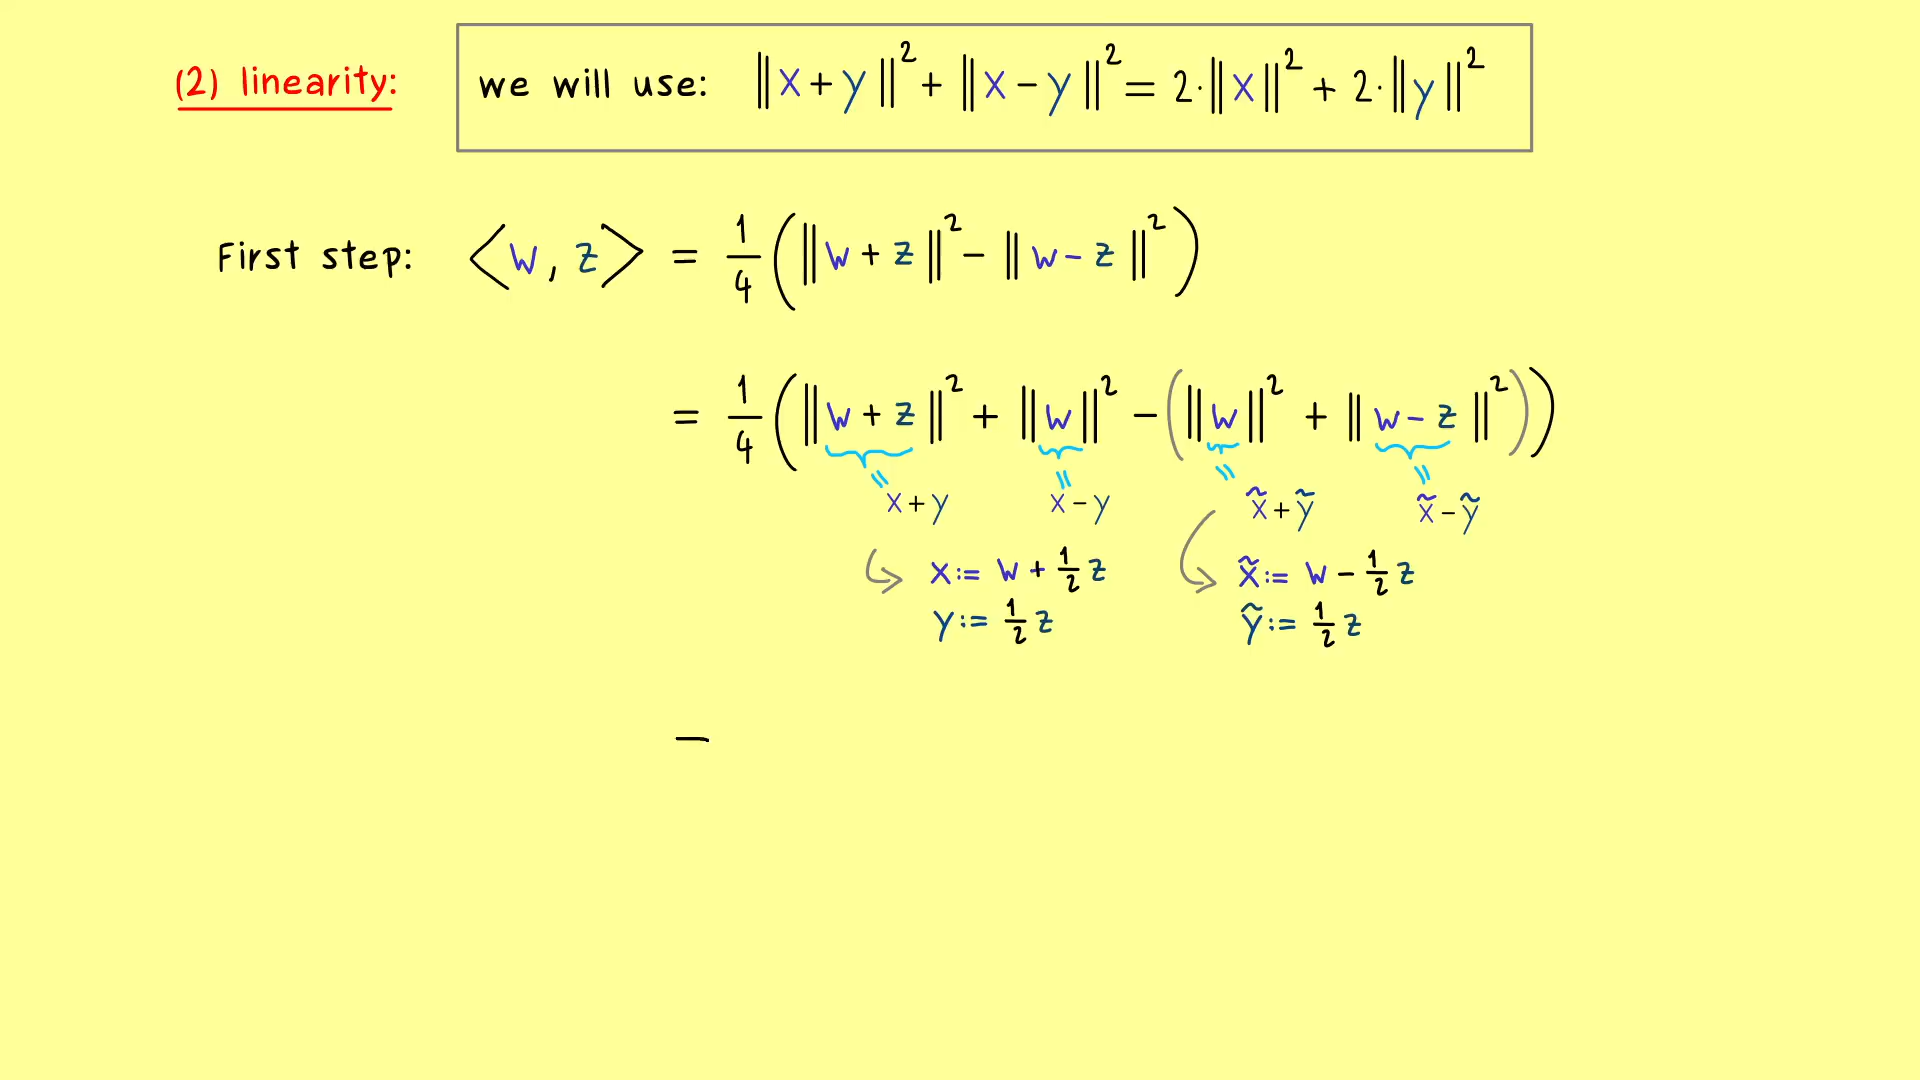 (2) linearity: we will use: ‖x+y‖² + ‖x−y‖² = 2·‖x‖² + 2·‖y‖²
First step: ⟨w, z⟩ = 1/4 (‖w+z‖² − ‖w−z‖²)
= 1/4 (‖w+z‖² + ‖w‖² − (‖w‖² + ‖w−z‖²))
= = = =
x+y x−y x̃+ỹ x̃−ỹ
x:= w + 1/2 z x̃:= w − 1/2 z
y:= 1/2 z ỹ:= 1/2 z
−